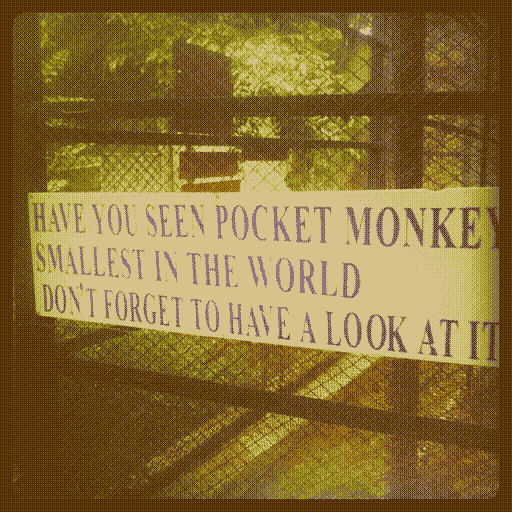 HAVE YOU SEEN POCKET MONKEY
SMALLEST IN THE WORLD
DON'T FORGET TO HAVE A LOOK AT IT